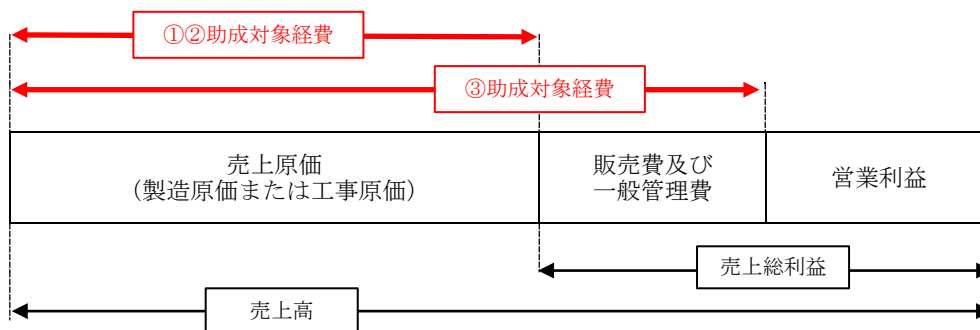 ①②助成対象経費
③助成対象経費
売上原価
（製造原価または工事原価）
販売費及び
一般管理費
営業利益
売上総利益
売上高